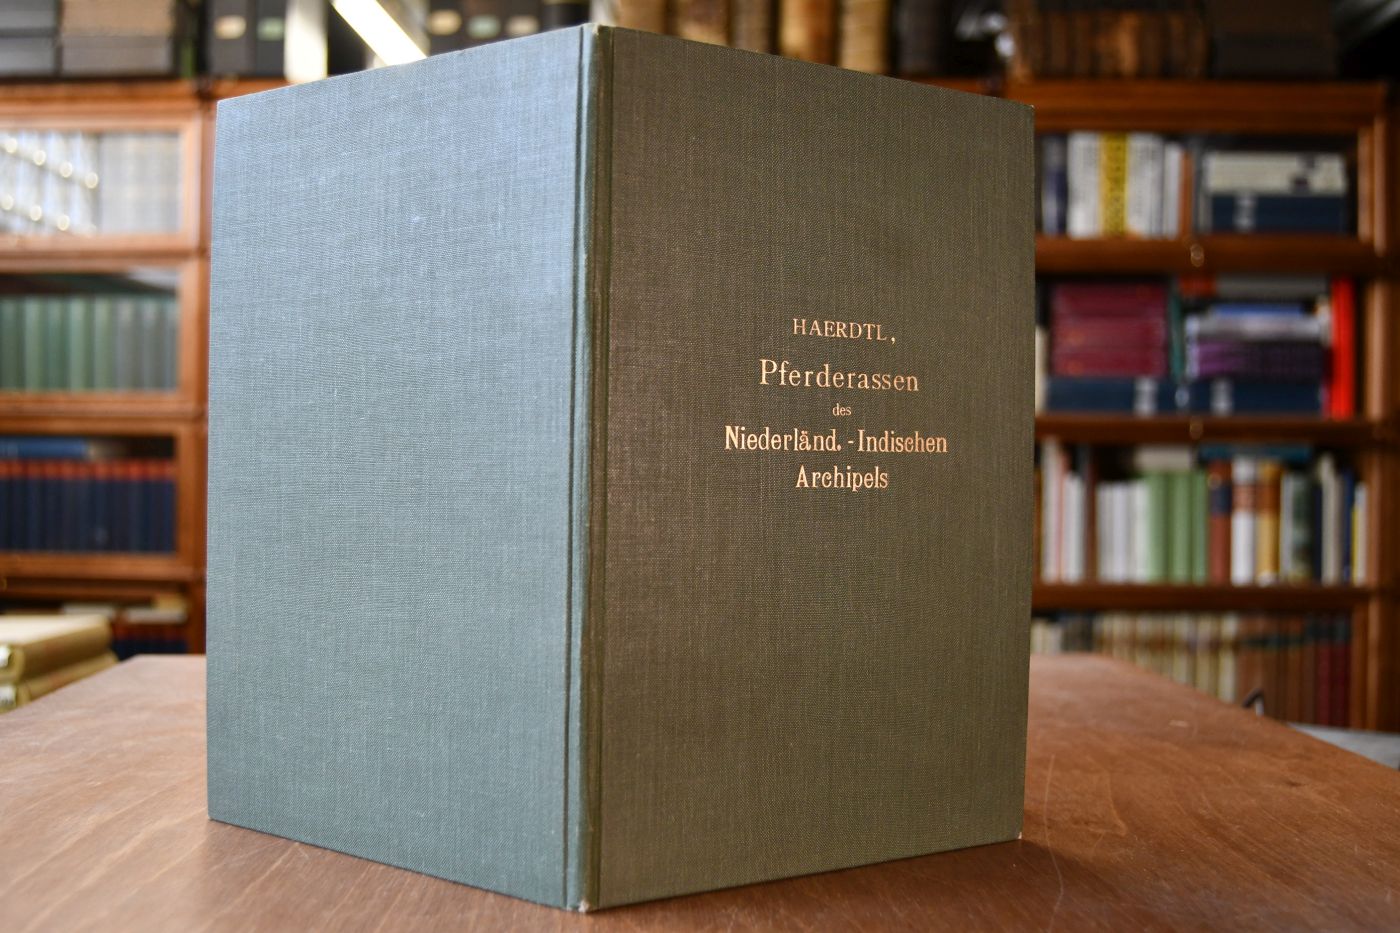 HAERDTL,
Pferderassen
des
Niederländ.-Indischen
Archipels